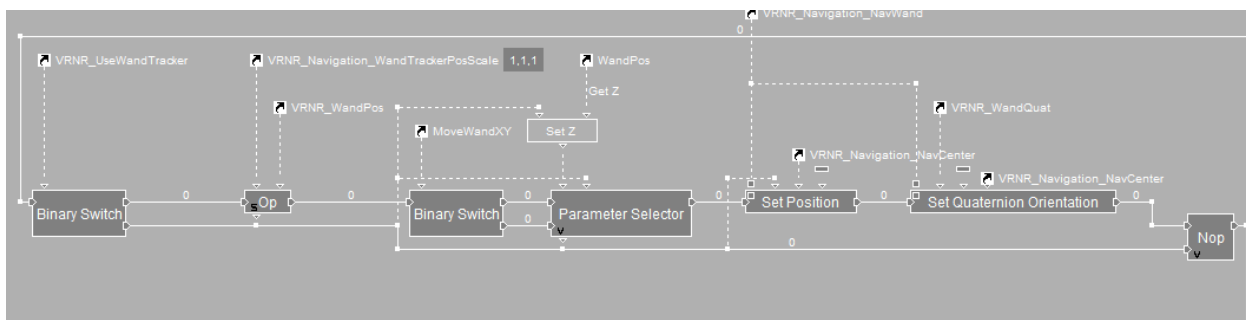 VRNR_Navigation_NavWand
0
VRNR_UseWandTracker
VRNR_Navigation_WandTrackerPosScale
1,1,1
WandPos
Get Z
VRNR_WandPos
VRNR_WandQuat
MoveWandXY
Set Z
VRNR_Navigation_NavCenter
VRNR_Navigation_NavCenter
Binary Switch
0
s Op
0
Binary Switch
0
0
Parameter Selector
v
0
Set Position
0
Set Quaternion Orientation
0
0
Nop
v